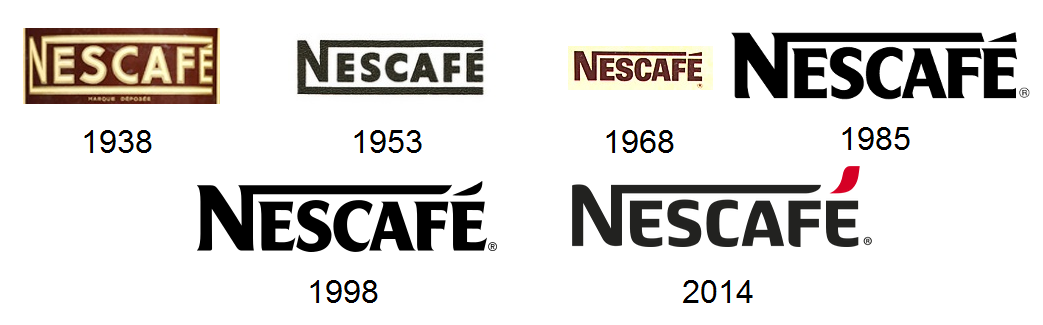 NESCAFÉ
MARQUE DÉPOSÉE
1938
NESCAFÉ
1953
NESCAFÉ
1968
NESCAFÉ®
1985
NESCAFÉ®
1998
NESCAFÉ®
2014